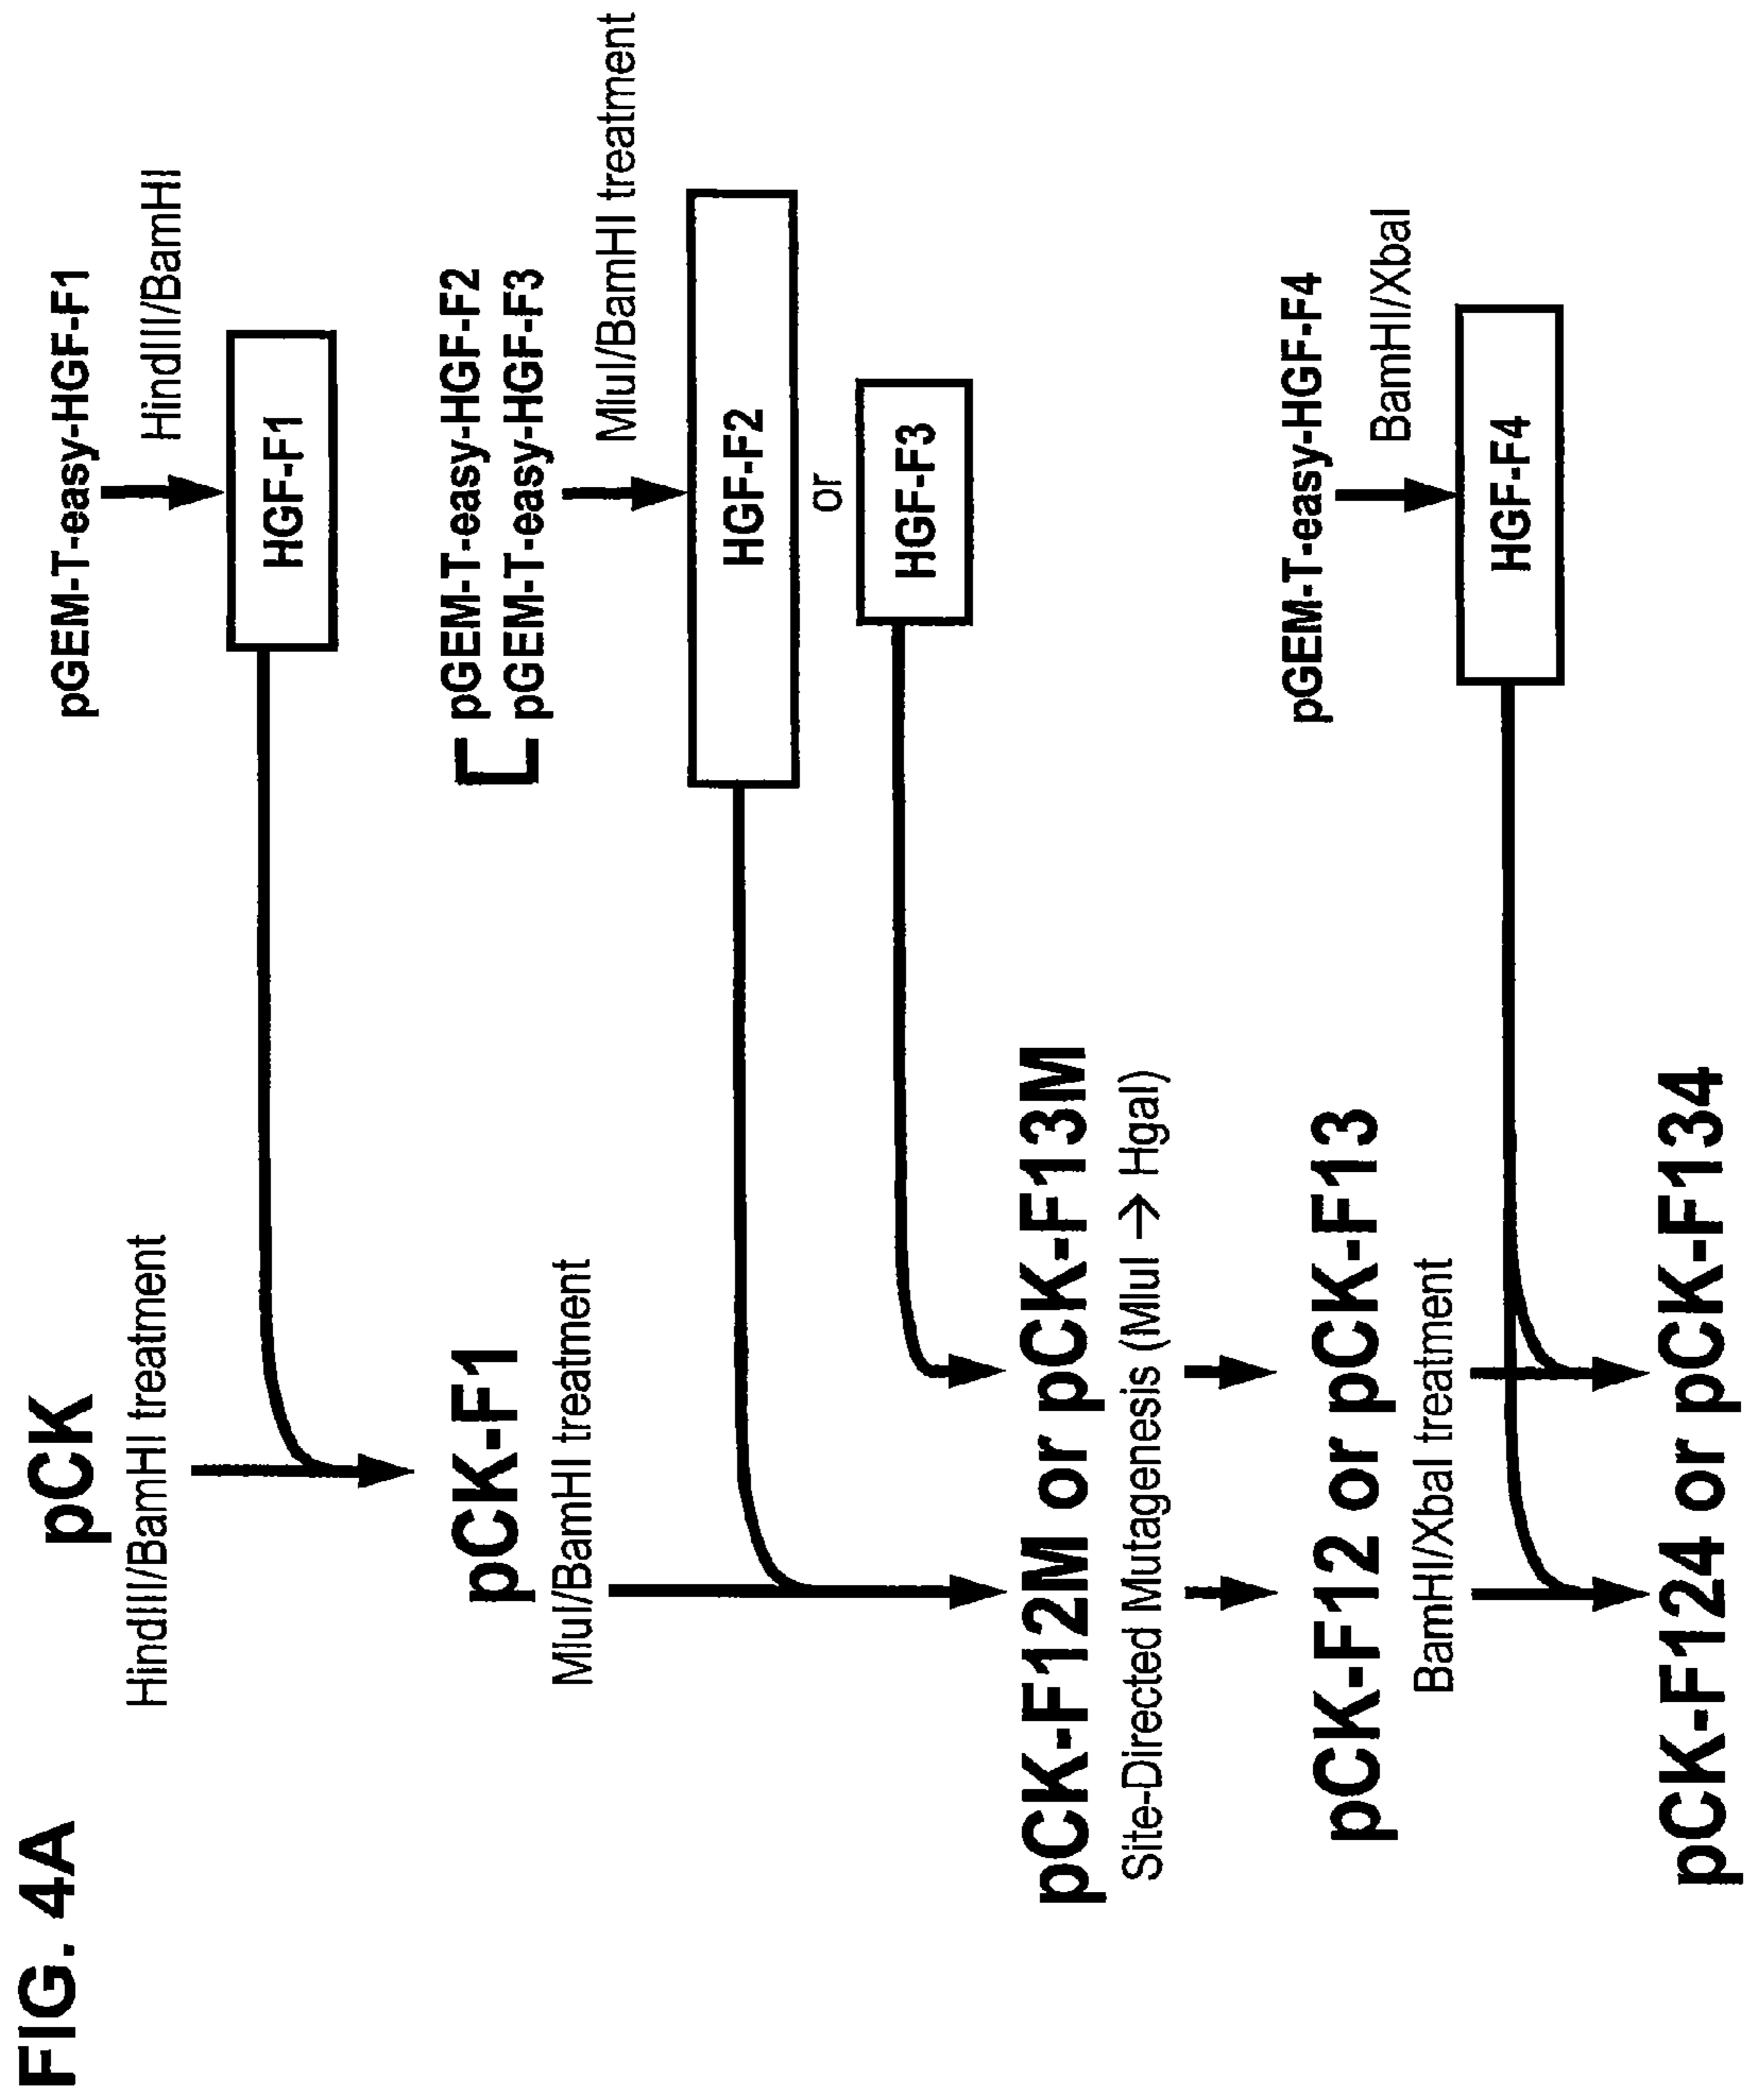 FIG. 4A
pCK
HindIII/BamHI treatment
pGEM-T-easy-HGF-F1
HindIII/BamHI
HGF-F1
pCK-F1
MluI/BamHI treatment
pGEM-T-easy-HGF-F2
pGEM-T-easy-HGF-F3
MluI/BamHI treatment
HGF-F2
or
HGF-F3
pCK-F12M or pCK-F13M
Site-Directed Mutagenesis (MluI → HgaI)
pCK-F12 or pCK-F13
BamHI/XbaI treatment
pGEM-T-easy-HGF-F4
BamHI/XbaI
HGF-F4
pCK-F124 or pCK-F134